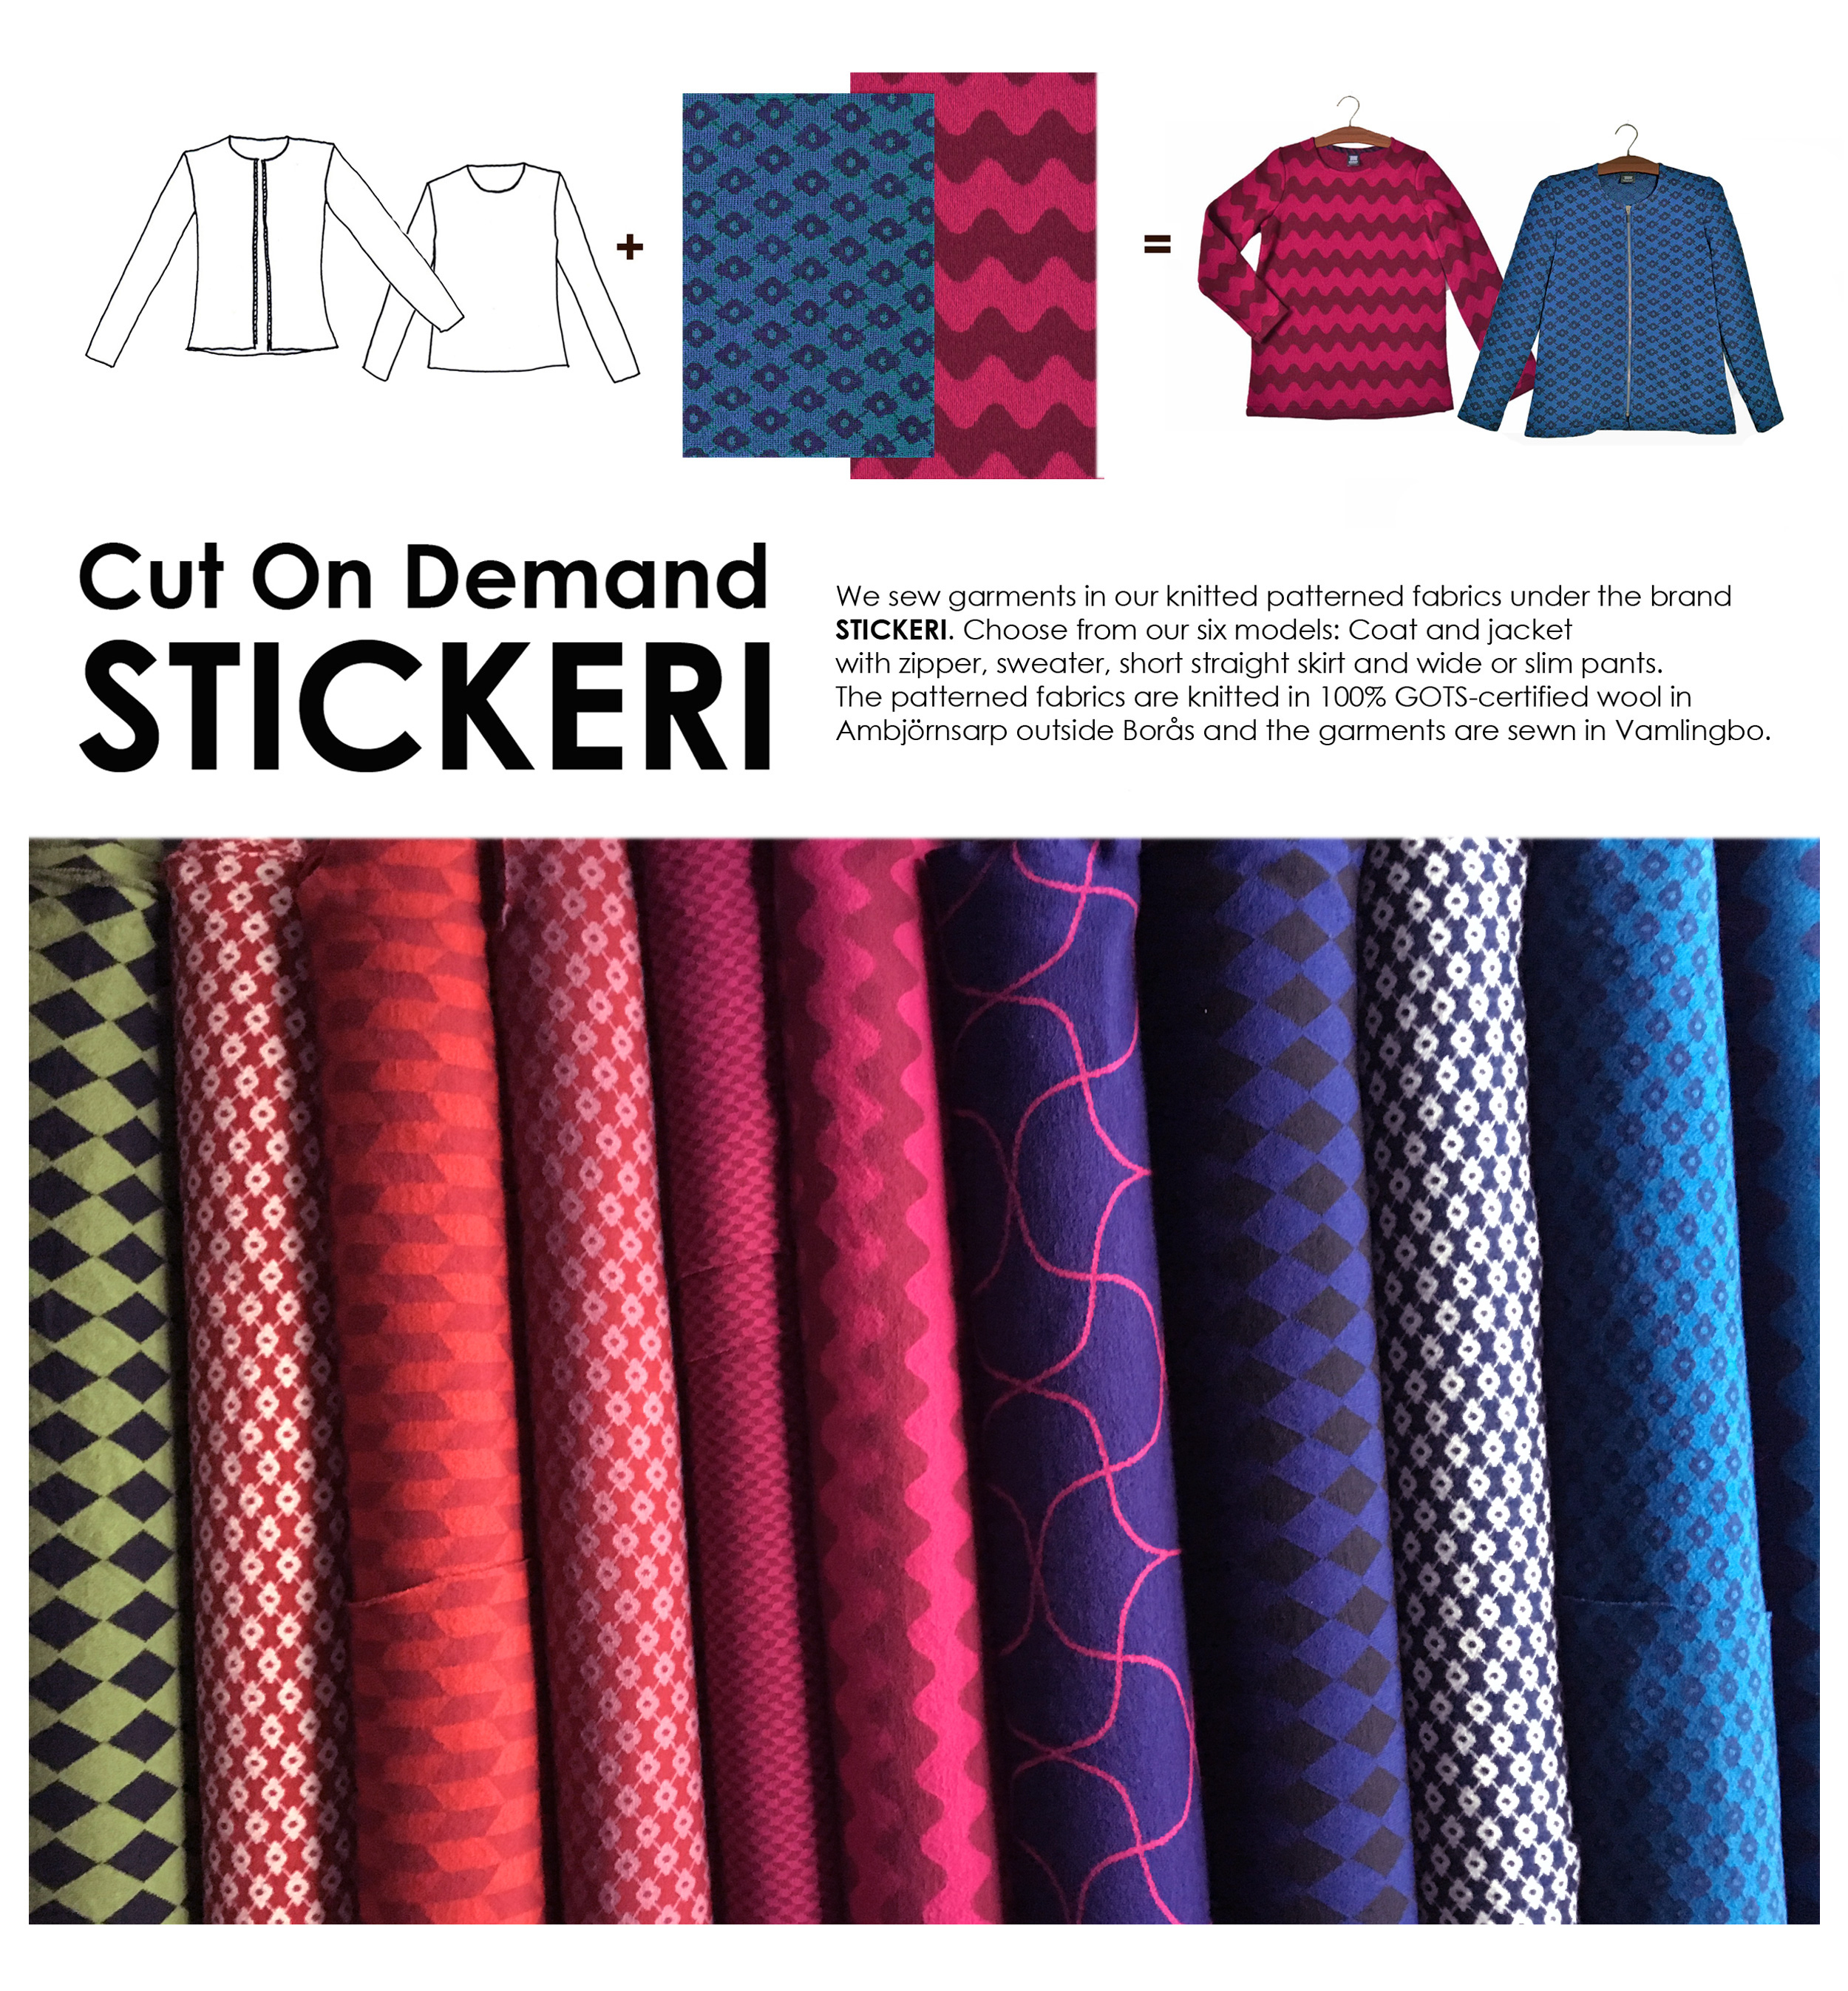 +
=
Cut On Demand
STICKERI
We sew garments in our knitted patterned fabrics under the brand
STICKERI. Choose from our six models: Coat and jacket
with zipper, sweater, short straight skirt and wide or slim pants.
The patterned fabrics are knitted in 100% GOTS-certified wool in
Ambjörnsarp outside Borås and the garments are sewn in Vamlingbo.